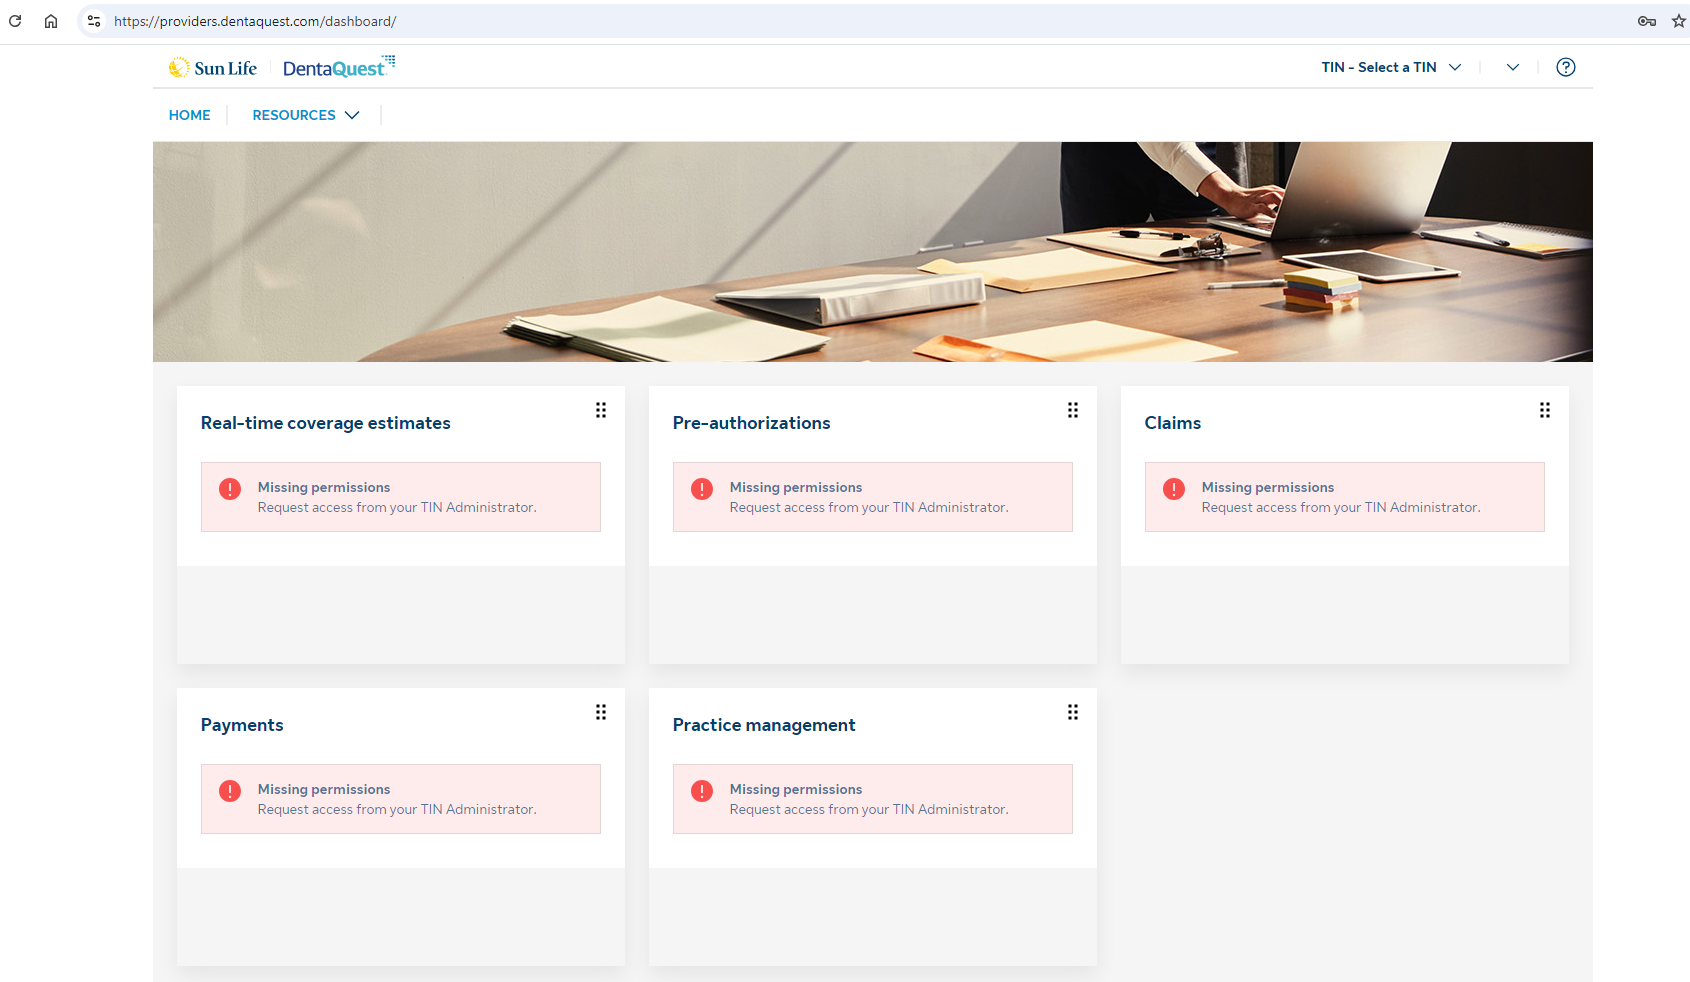 https://providers.dentaquest.com/dashboard/
Sun Life DentaQuest
TIN - Select a TIN
HOME RESOURCES
Real-time coverage estimates
Missing permissions
Request access from your TIN Administrator.
Pre-authorizations
Missing permissions
Request access from your TIN Administrator.
Claims
Missing permissions
Request access from your TIN Administrator.
Payments
Missing permissions
Request access from your TIN Administrator.
Practice management
Missing permissions
Request access from your TIN Administrator.